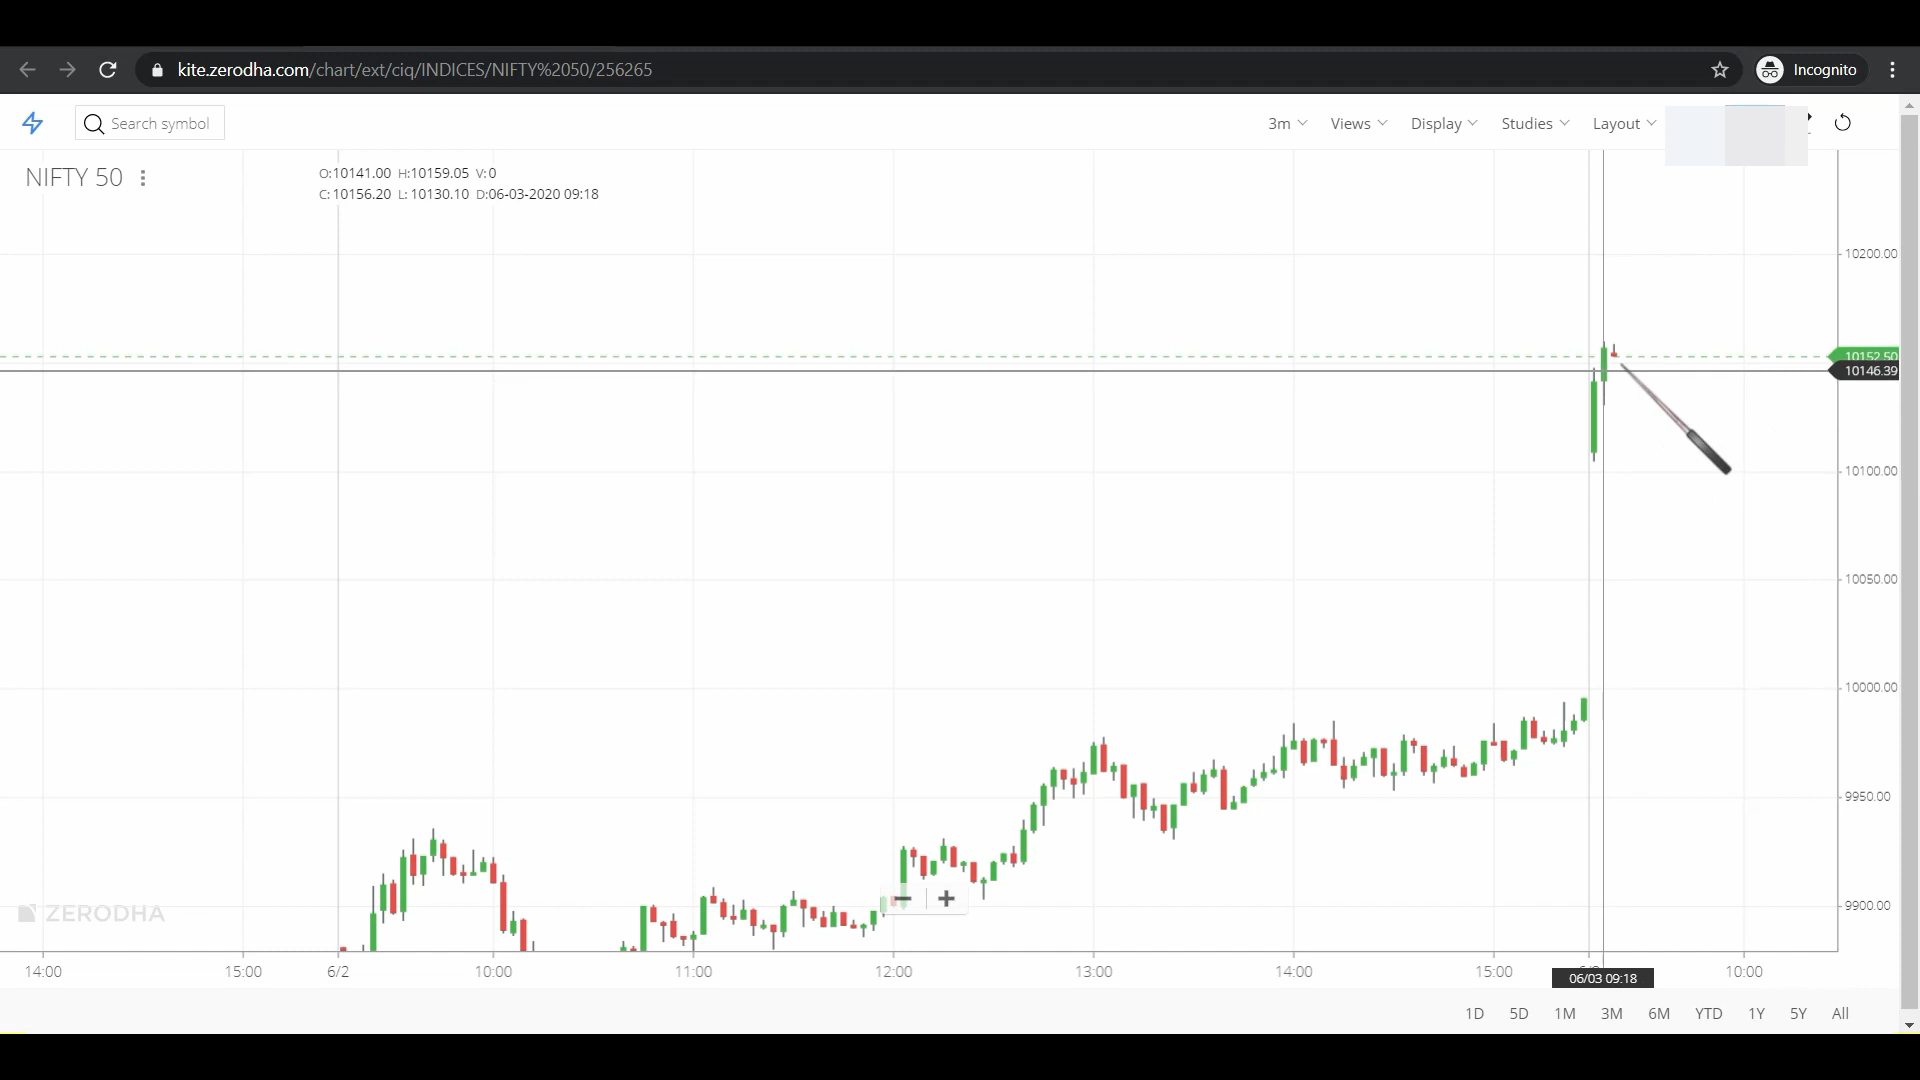 kite.zerodha.com/chart/ext/ciq/INDICES/NIFTY%2050/256265
Incognito
Search symbol
3m Views Display Studies Layout
NIFTY 50
O:10141.00 H:10159.05 V:0
C:10156.20 L:10130.10 D:06-03-2020 09:18
10200.00
10152.50
10146.39
10100.00
10050.00
10000.00
9950.00
9900.00
ZERODHA
14:00 15:00 6/2 10:00 11:00 12:00 13:00 14:00 15:00 10:00
06/03 09:18
1D 5D 1M 3M 6M YTD 1Y 5Y All